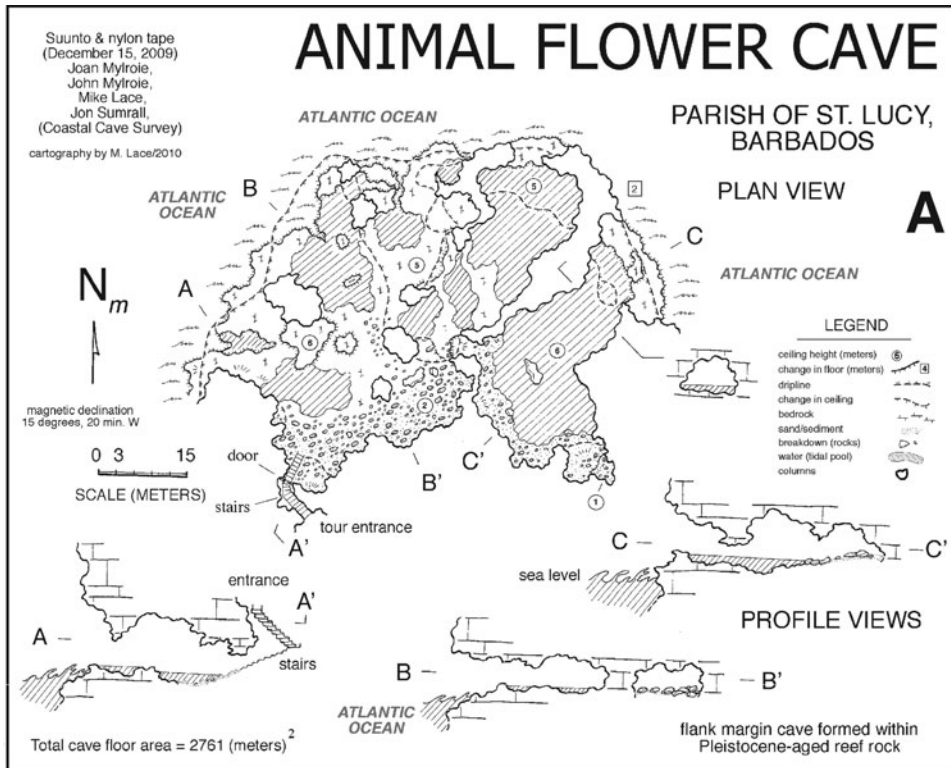 Suunto & nylon tape
(December 15, 2009)
Joan Mylroie,
John Mylroie,
Mike Lace,
Jon Sumrall,
(Coastal Cave Survey)
cartography by M. Lace/2010
ANIMAL FLOWER CAVE
PARISH OF ST. LUCY,
BARBADOS
PLAN VIEW
A
ATLANTIC OCEAN
ATLANTIC
OCEAN
ATLANTIC OCEAN
B
A
C
2
5
5
6
6
2
1
Nm
magnetic declination
15 degrees, 20 min. W
0 3 15
SCALE (METERS)
door
stairs
tour entrance
A'
B'
C'
LEGEND
ceiling height (meters) 5
change in floor (meters) 4
dripline
change in ceiling
bedrock
sand/sediment
breakdown (rocks)
water (tidal pool)
columns
C
C'
sea level
entrance
A'
A
stairs
PROFILE VIEWS
B
B'
ATLANTIC
OCEAN
Total cave floor area = 2761 (meters)2
flank margin cave formed within
Pleistocene-aged reef rock